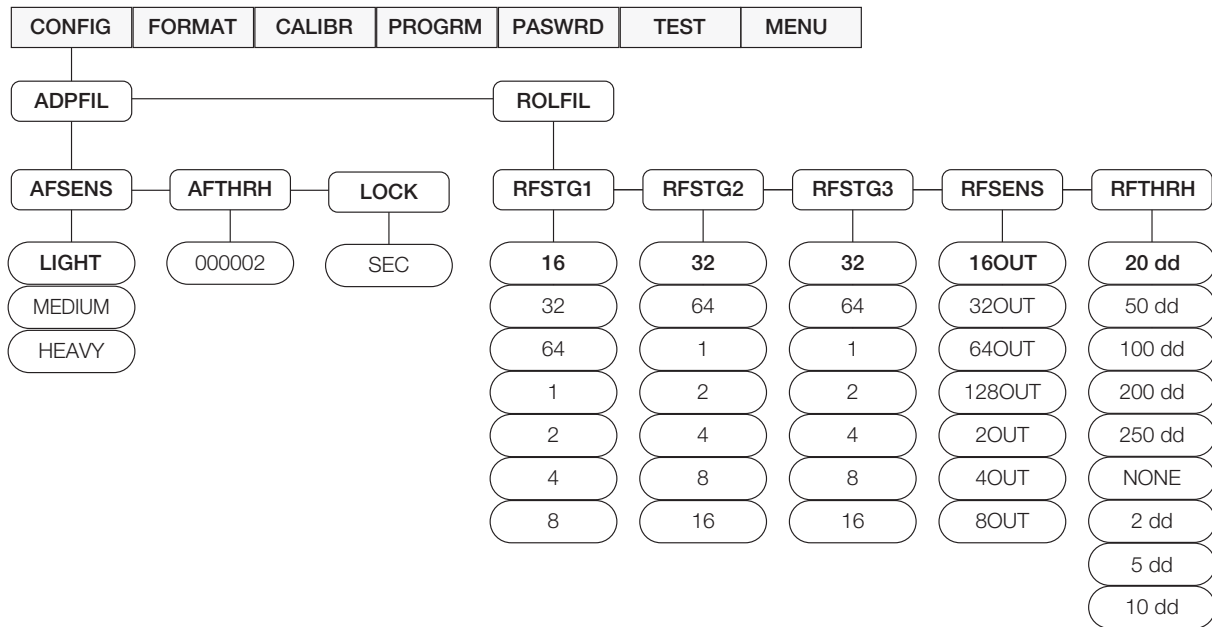 CONFIG FORMAT CALIBR PROGRM PASWRD TEST MENU
ADPFIL ROLFIL
AFSENS AFTHRH LOCK RFSTG1 RFSTG2 RFSTG3 RFSENS RFTHRH
LIGHT 000002 SEC 16 32 32 16OUT 20 dd
MEDIUM 32 64 64 32OUT 50 dd
HEAVY 64 1 1 64OUT 100 dd
1 2 2 128OUT 200 dd
2 4 4 2OUT 250 dd
4 8 8 4OUT NONE
8 16 16 8OUT 2 dd
5 dd
10 dd